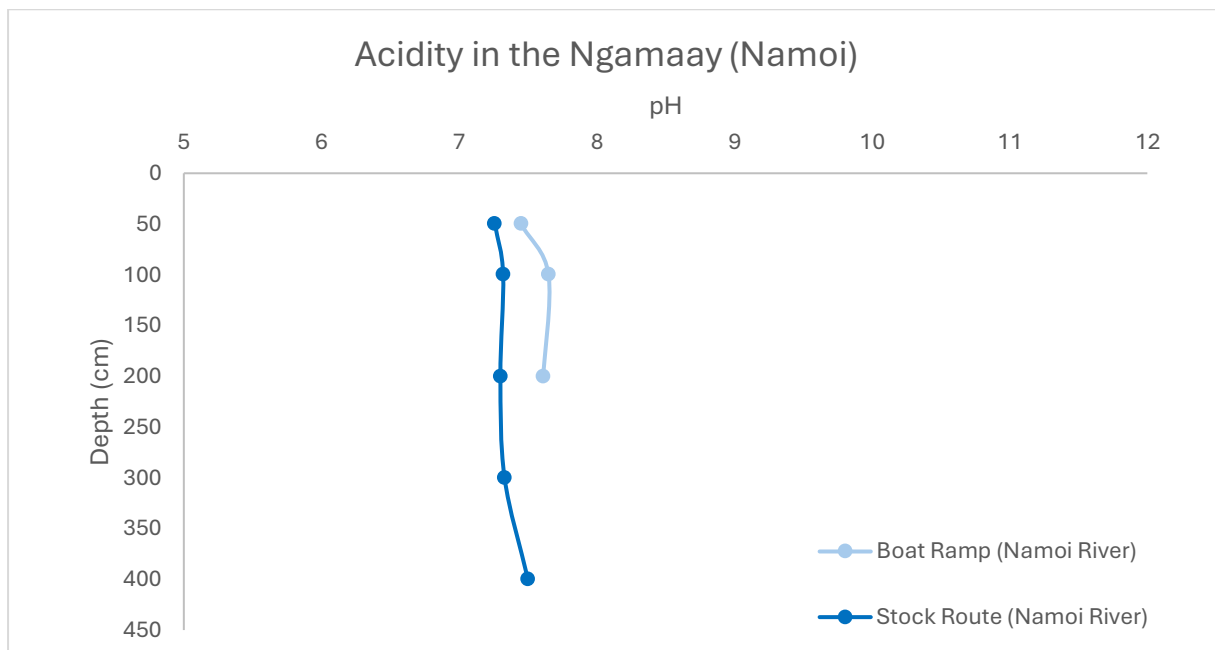 Acidity in the Ngamaay (Namoi)
pH
5 6 7 8 9 10 11 12
0
50
100
150
200
250
300
350
400
450
Depth (cm)
Boat Ramp (Namoi River)
Stock Route (Namoi River)